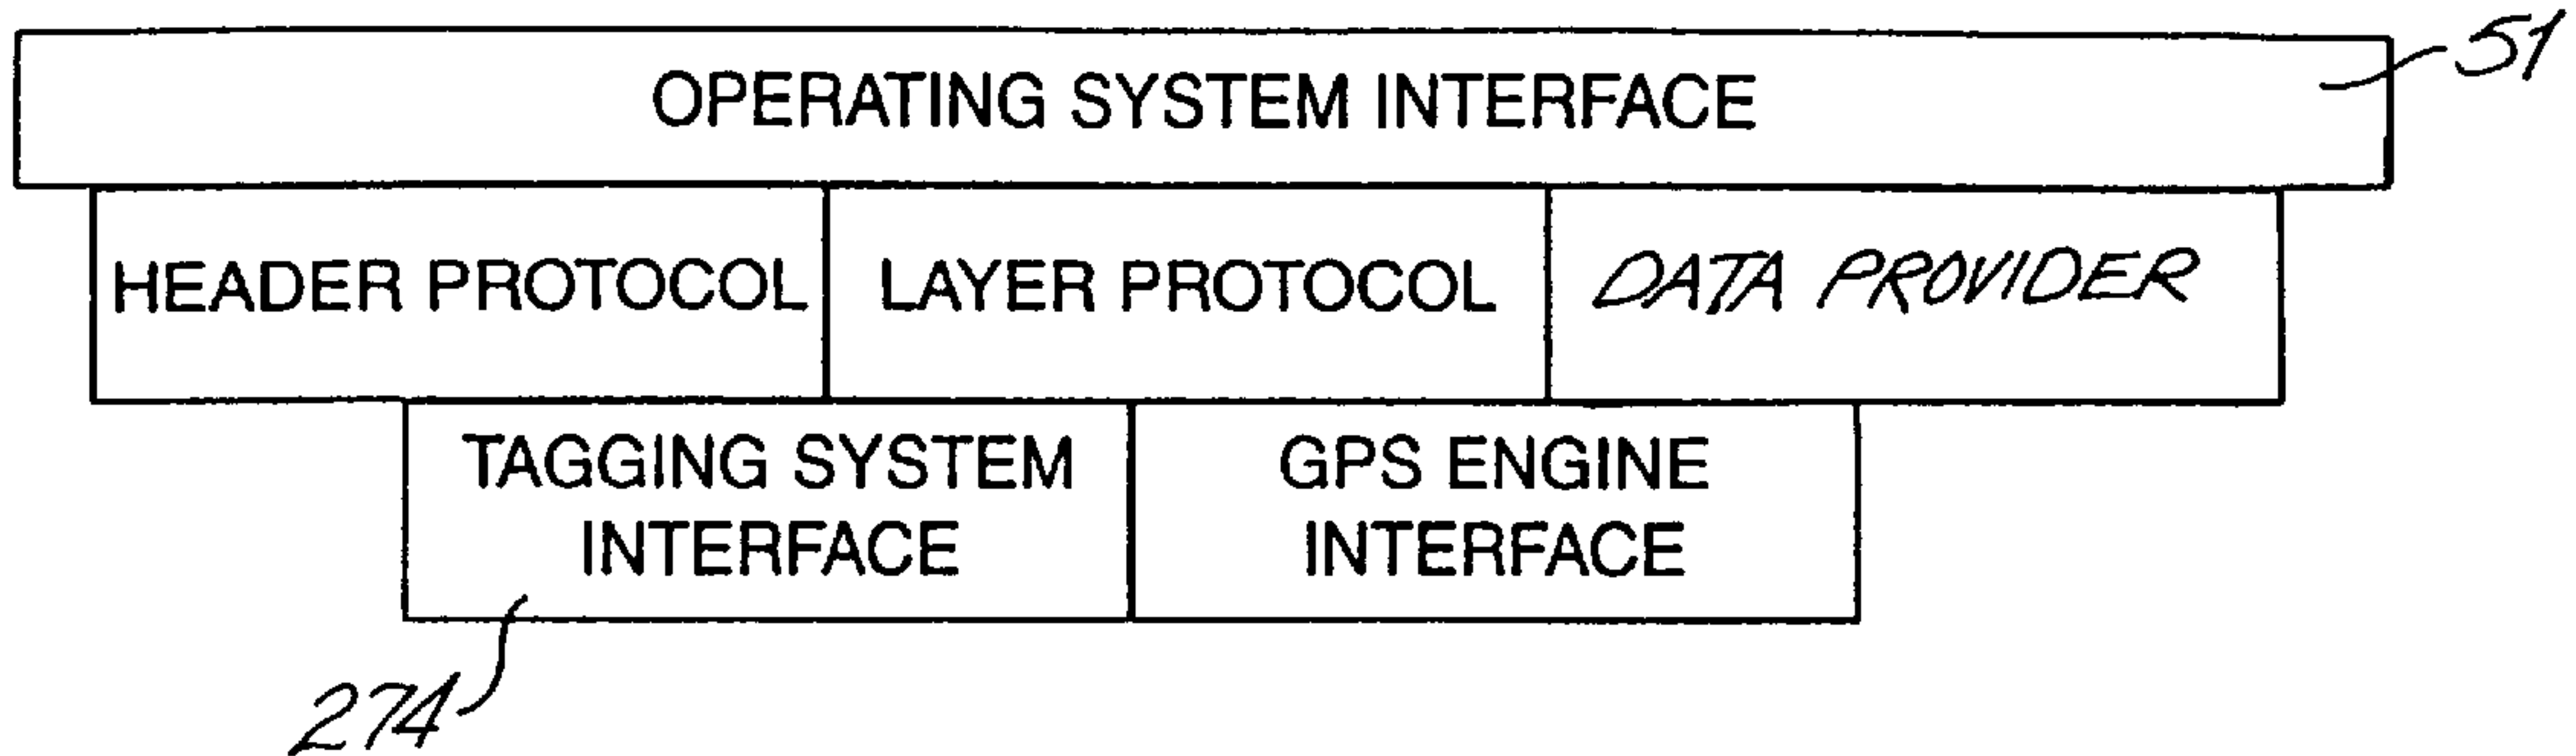 OPERATING SYSTEM INTERFACE
51
HEADER PROTOCOL
LAYER PROTOCOL
DATA PROVIDER
TAGGING SYSTEM
INTERFACE
GPS ENGINE
INTERFACE
274